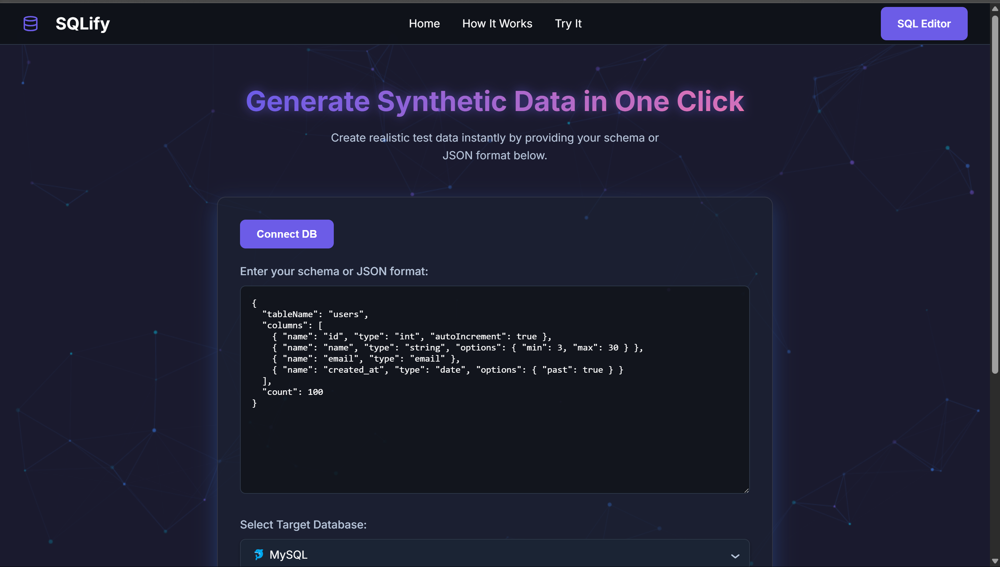 SQLify
Home
How It Works
Try It
SQL Editor
Generate Synthetic Data in One Click
Create realistic test data instantly by providing your schema or
JSON format below.
Connect DB
Enter your schema or JSON format:
{
  "tableName": "users",
  "columns": [
    { "name": "id", "type": "int", "autoIncrement": true },
    { "name": "name", "type": "string", "options": { "min": 3, "max": 30 } },
    { "name": "email", "type": "email" },
    { "name": "created_at", "type": "date", "options": { "past": true } }
  ],
  "count": 100
}
Select Target Database:
MySQL